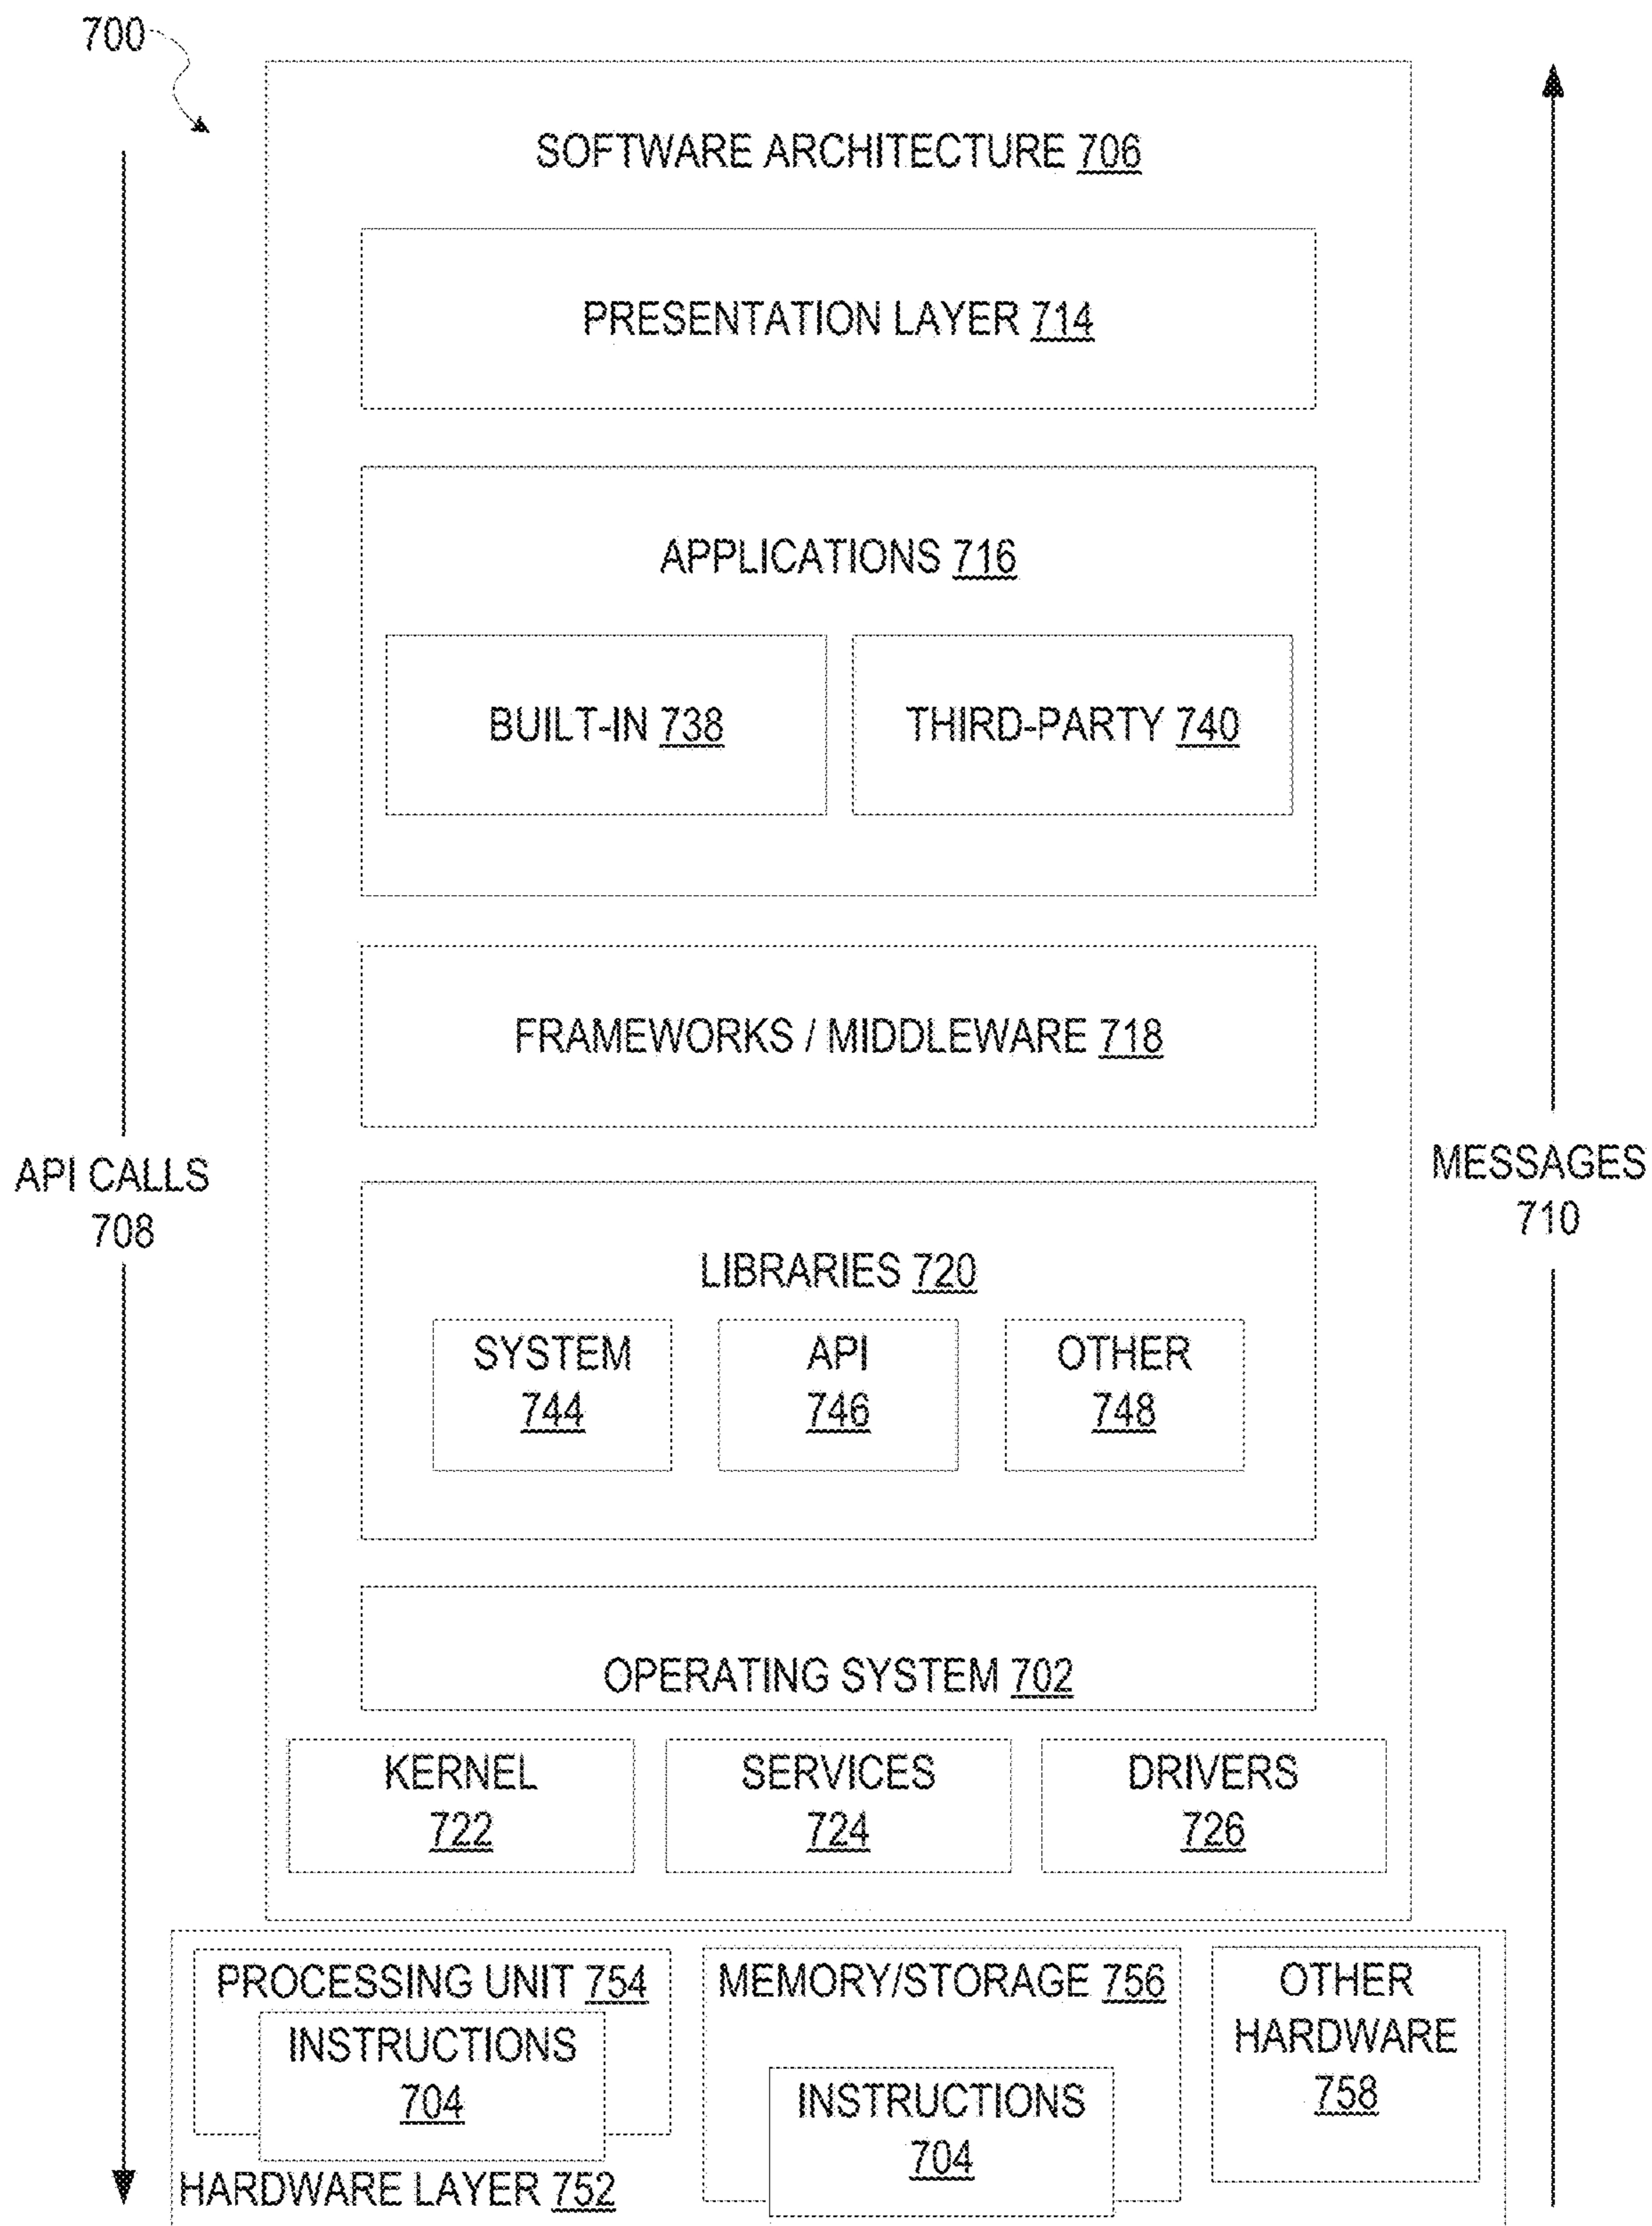 700
SOFTWARE ARCHITECTURE 706
PRESENTATION LAYER 714
APPLICATIONS 716
BUILT-IN 738
THIRD-PARTY 740
FRAMEWORKS / MIDDLEWARE 718
API CALLS
708
MESSAGES
710
LIBRARIES 720
SYSTEM
744
API
746
OTHER
748
OPERATING SYSTEM 702
KERNEL
722
SERVICES
724
DRIVERS
726
PROCESSING UNIT 754
INSTRUCTIONS
704
MEMORY/STORAGE 756
INSTRUCTIONS
704
OTHER
HARDWARE
758
HARDWARE LAYER 752